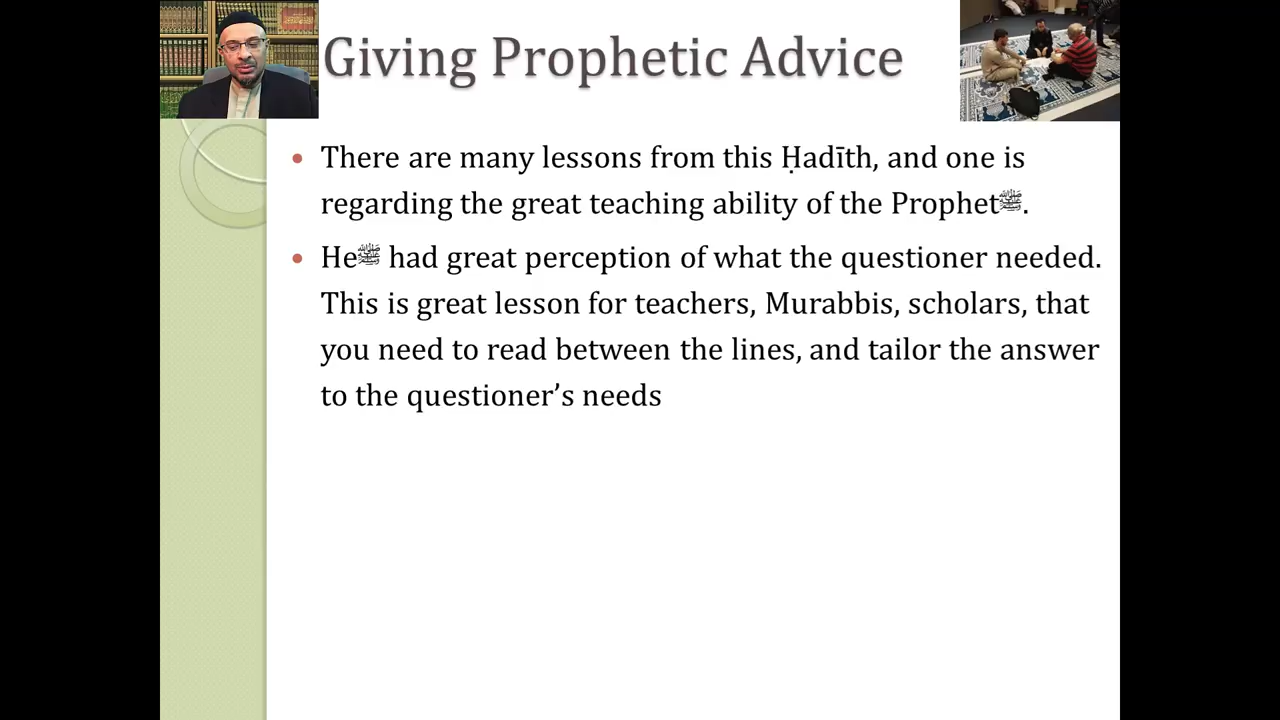 Giving Prophetic Advice
• There are many lessons from this Ḥadīth, and one is
regarding the great teaching ability of the Prophetﷺ.
• Heﷺ had great perception of what the questioner needed.
This is great lesson for teachers, Murabbis, scholars, that
you need to read between the lines, and tailor the answer
to the questioner’s needs